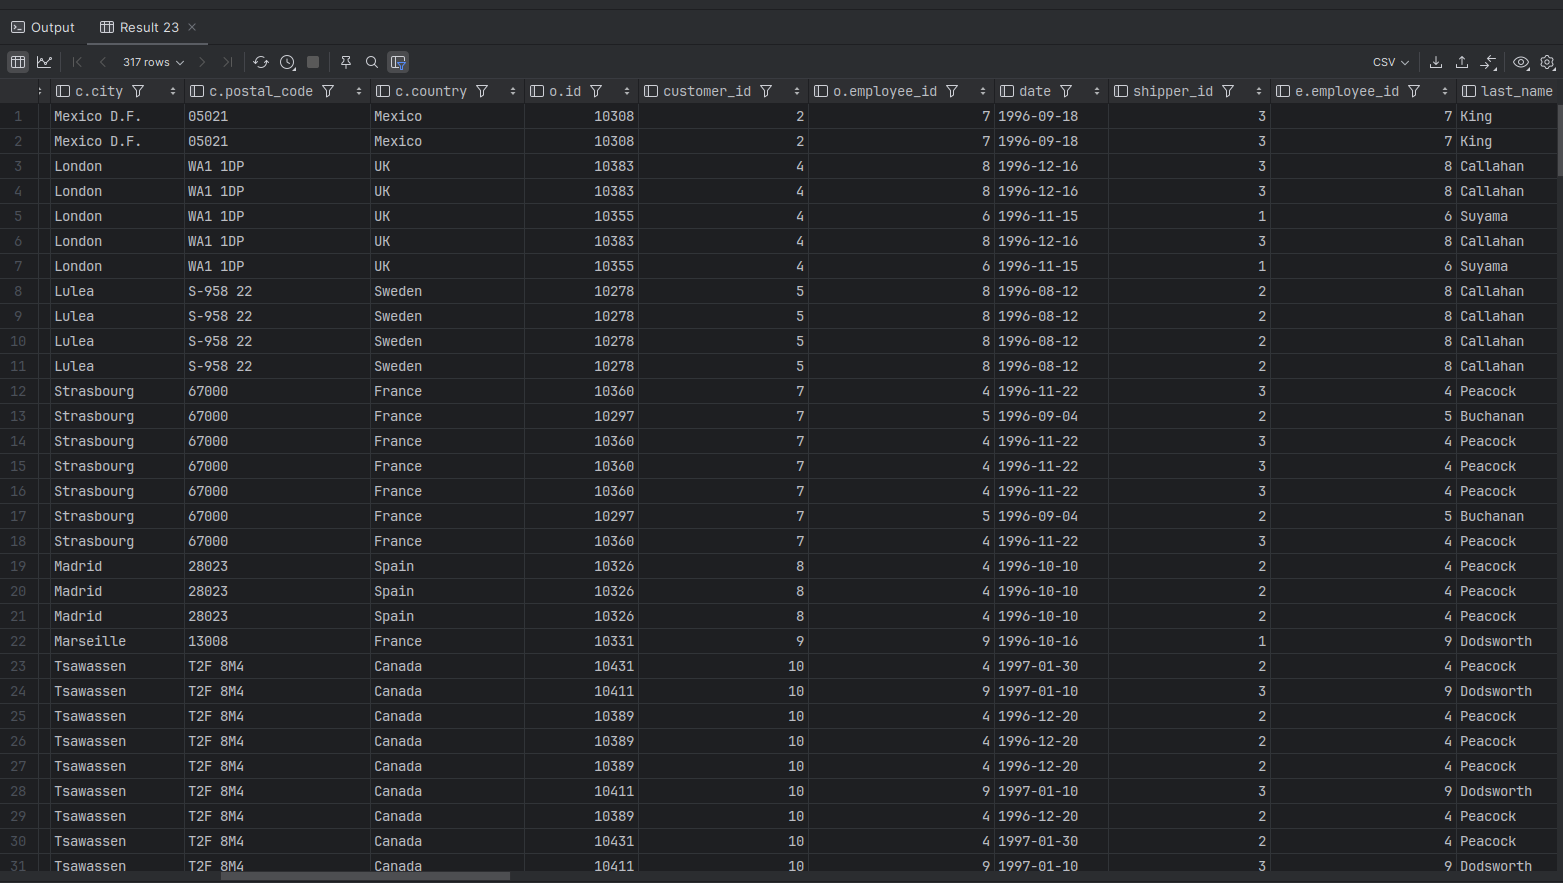 Output Result 23
317 rows CSV
c.city c.postal_code c.country o.id customer_id o.employee_id date shipper_id e.employee_id last_name
1 Mexico D.F. 05021 Mexico 10308 2 7 1996-09-18 3 7 King
2 Mexico D.F. 05021 Mexico 10308 2 7 1996-09-18 3 7 King
3 London WA1 1DP UK 10383 4 8 1996-12-16 3 8 Callahan
4 London WA1 1DP UK 10383 4 8 1996-12-16 3 8 Callahan
5 London WA1 1DP UK 10355 4 6 1996-11-15 1 6 Suyama
6 London WA1 1DP UK 10383 4 8 1996-12-16 3 8 Callahan
7 London WA1 1DP UK 10355 4 6 1996-11-15 1 6 Suyama
8 Lulea S-958 22 Sweden 10278 5 8 1996-08-12 2 8 Callahan
9 Lulea S-958 22 Sweden 10278 5 8 1996-08-12 2 8 Callahan
10 Lulea S-958 22 Sweden 10278 5 8 1996-08-12 2 8 Callahan
11 Lulea S-958 22 Sweden 10278 5 8 1996-08-12 2 8 Callahan
12 Strasbourg 67000 France 10360 7 4 1996-11-22 3 4 Peacock
13 Strasbourg 67000 France 10297 7 5 1996-09-04 2 5 Buchanan
14 Strasbourg 67000 France 10360 7 4 1996-11-22 3 4 Peacock
15 Strasbourg 67000 France 10360 7 4 1996-11-22 3 4 Peacock
16 Strasbourg 67000 France 10360 7 4 1996-11-22 3 4 Peacock
17 Strasbourg 67000 France 10297 7 5 1996-09-04 2 5 Buchanan
18 Strasbourg 67000 France 10360 7 4 1996-11-22 3 4 Peacock
19 Madrid 28023 Spain 10326 8 4 1996-10-10 2 4 Peacock
20 Madrid 28023 Spain 10326 8 4 1996-10-10 2 4 Peacock
21 Madrid 28023 Spain 10326 8 4 1996-10-10 2 4 Peacock
22 Marseille 13008 France 10331 9 9 1996-10-16 1 9 Dodsworth
23 Tsawassen T2F 8M4 Canada 10431 10 4 1997-01-30 2 4 Peacock
24 Tsawassen T2F 8M4 Canada 10411 10 9 1997-01-10 3 9 Dodsworth
25 Tsawassen T2F 8M4 Canada 10389 10 4 1996-12-20 2 4 Peacock
26 Tsawassen T2F 8M4 Canada 10389 10 4 1996-12-20 2 4 Peacock
27 Tsawassen T2F 8M4 Canada 10389 10 4 1996-12-20 2 4 Peacock
28 Tsawassen T2F 8M4 Canada 10411 10 9 1997-01-10 3 9 Dodsworth
29 Tsawassen T2F 8M4 Canada 10389 10 4 1996-12-20 2 4 Peacock
30 Tsawassen T2F 8M4 Canada 10431 10 4 1997-01-30 2 4 Peacock
31 Tsawassen T2F 8M4 Canada 10411 10 9 1997-01-10 3 9 Dodsworth